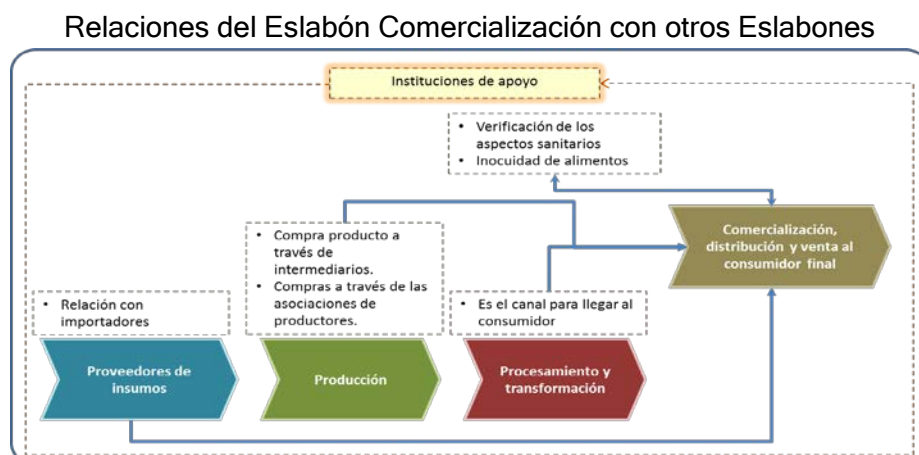 Relaciones del Eslabón Comercialización con otros Eslabones
Instituciones de apoyo
• Verificación de los
aspectos sanitarios
• Inocuidad de alimentos
Comercialización,
distribución y venta al
consumidor final
• Compra producto a
través de
intermediarios.
• Compras a través de las
asociaciones de
productores.
• Relación con
importadores
• Es el canal para llegar al
consumidor
Proveedores de
insumos
Producción
Procesamiento y
transformación